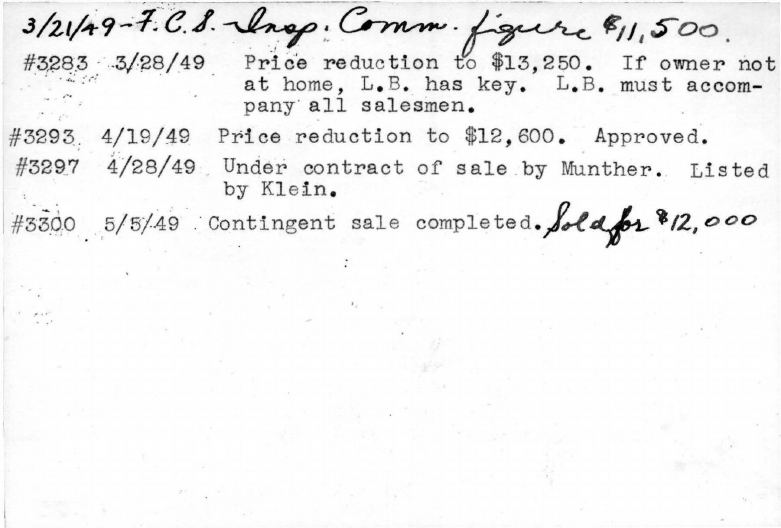 3/21/49-F.C.S.-Insp. Comm. figure $11,500.
#3283 3/28/49 Price reduction to $13,250. If owner not
at home, L.B. has key. L.B. must accom-
pany all salesmen.
#3293 4/19/49 Price reduction to $12,600. Approved.
#3297 4/28/49 Under contract of sale by Munther. Listed
by Klein.
#3300 5/5/49 Contingent sale completed. Sold for $12,000